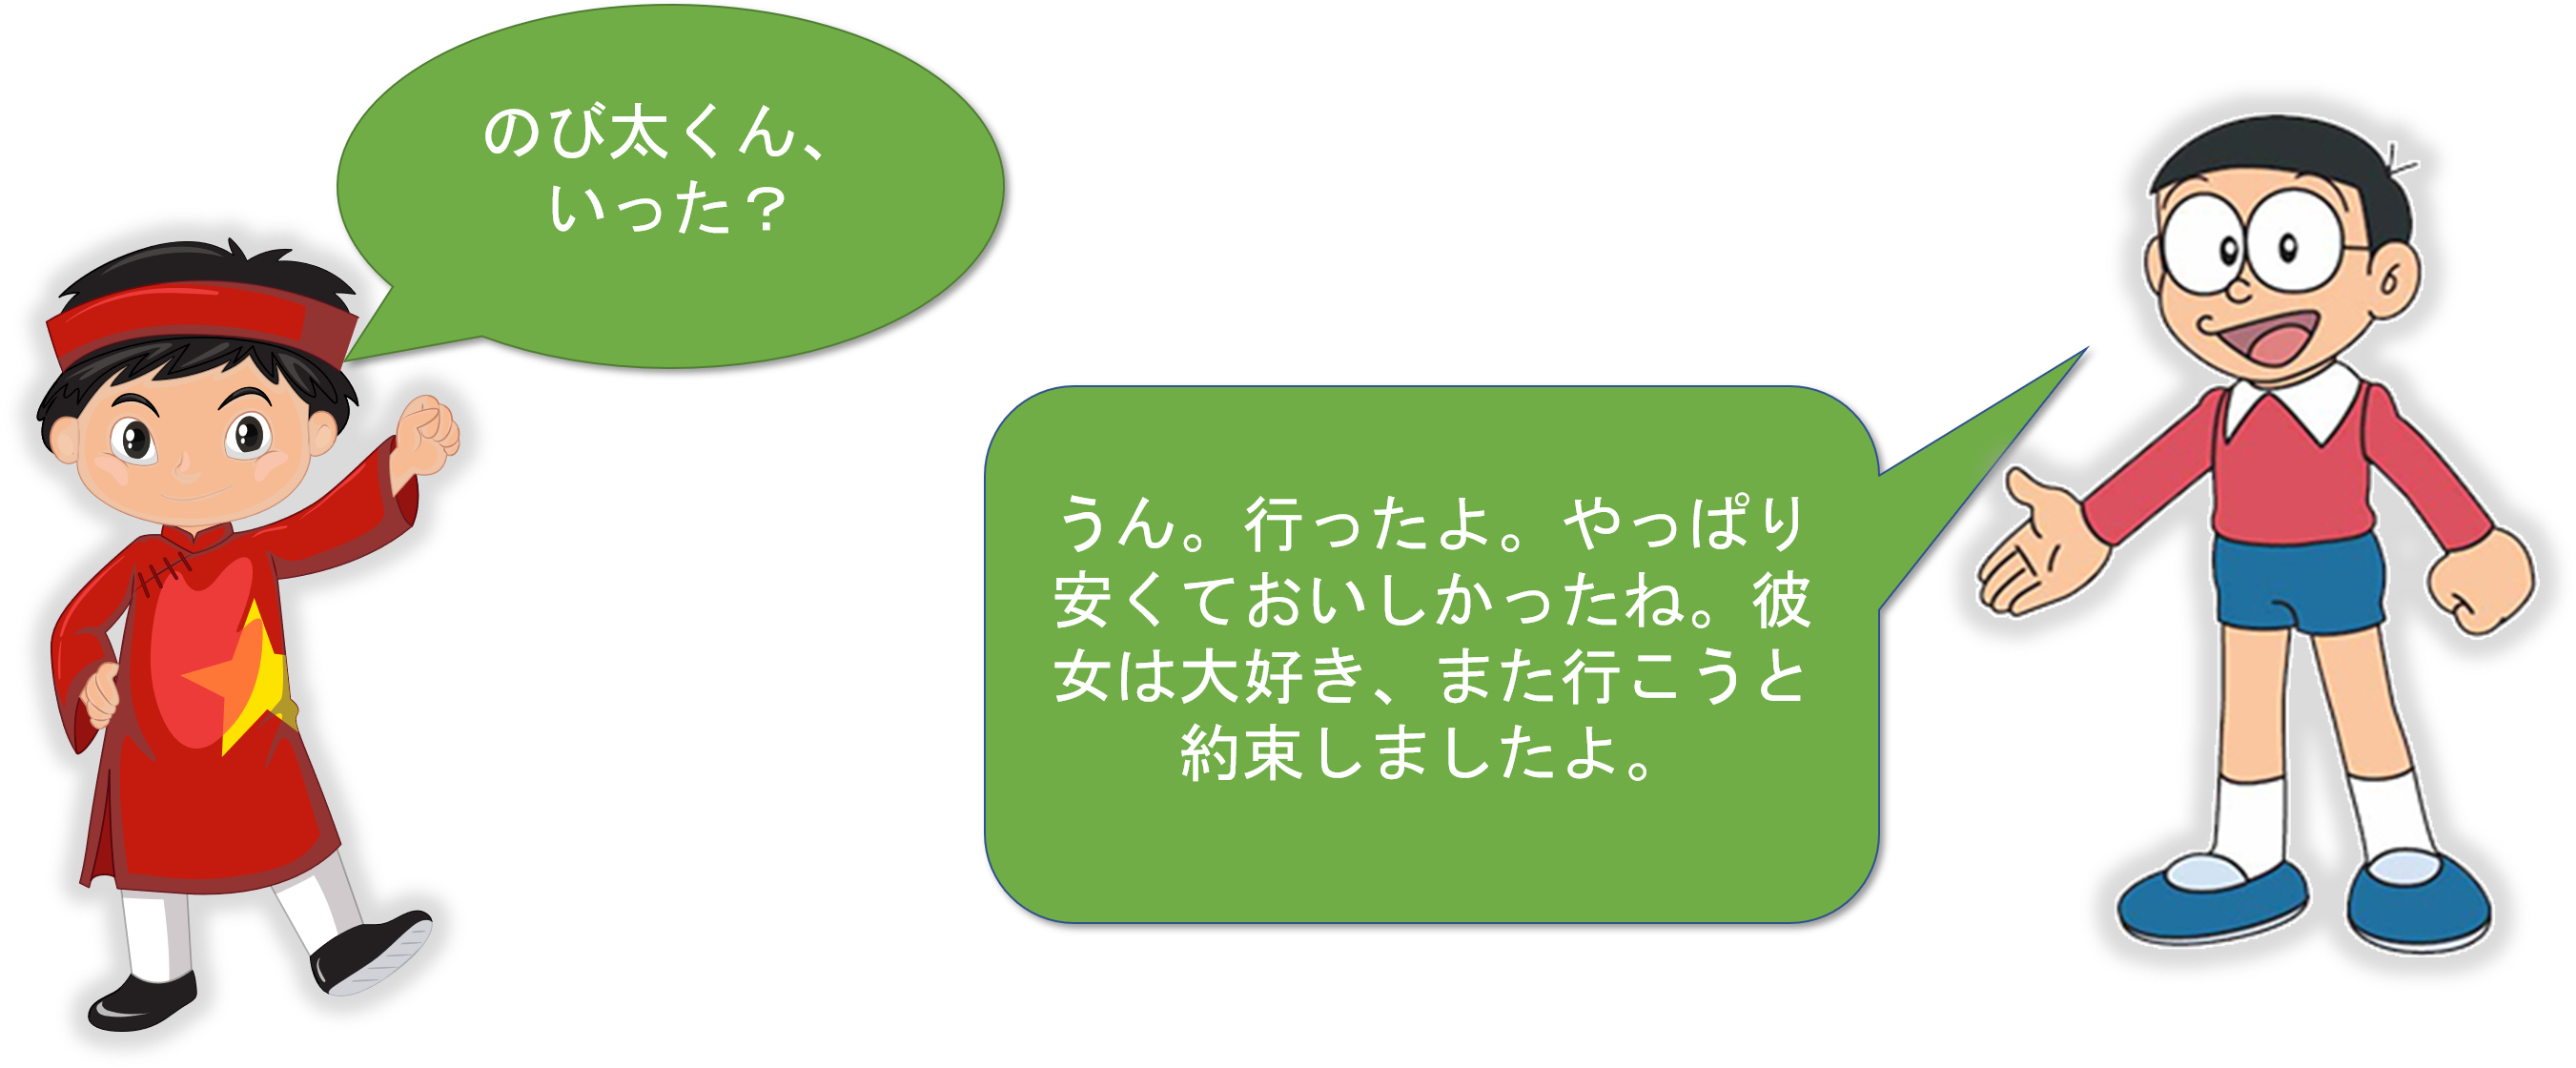 のび太くん、
いった？
うん。行ったよ。やっぱり
安くておいしかったね。彼
女は大好き、また行こうと
約束しましたよ。